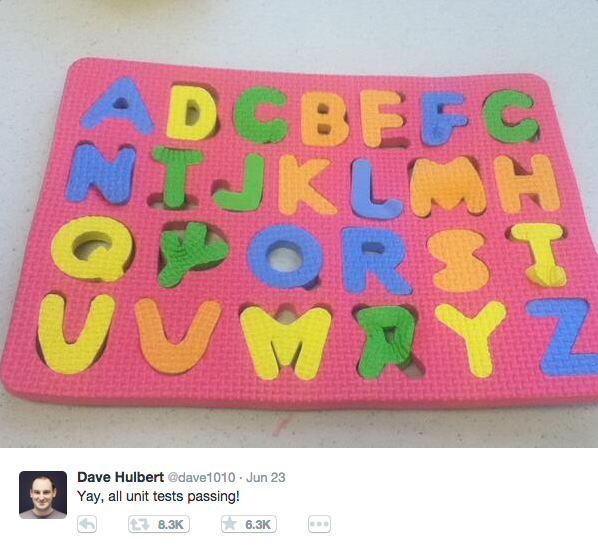 A D C B F F C
N T J K L M H
Q O R S I
U V M Y Z
Dave Hulbert @dave1010 · Jun 23
Yay, all unit tests passing!
8.3K 6.3K